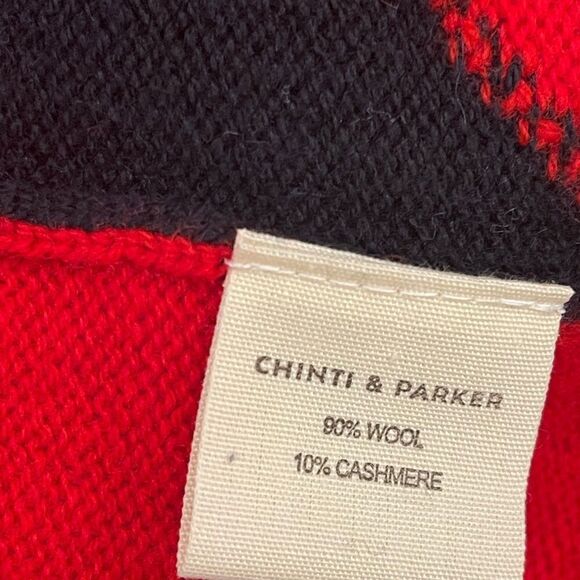 CHINTI & PARKER
90% WOOL
10% CASHMERE